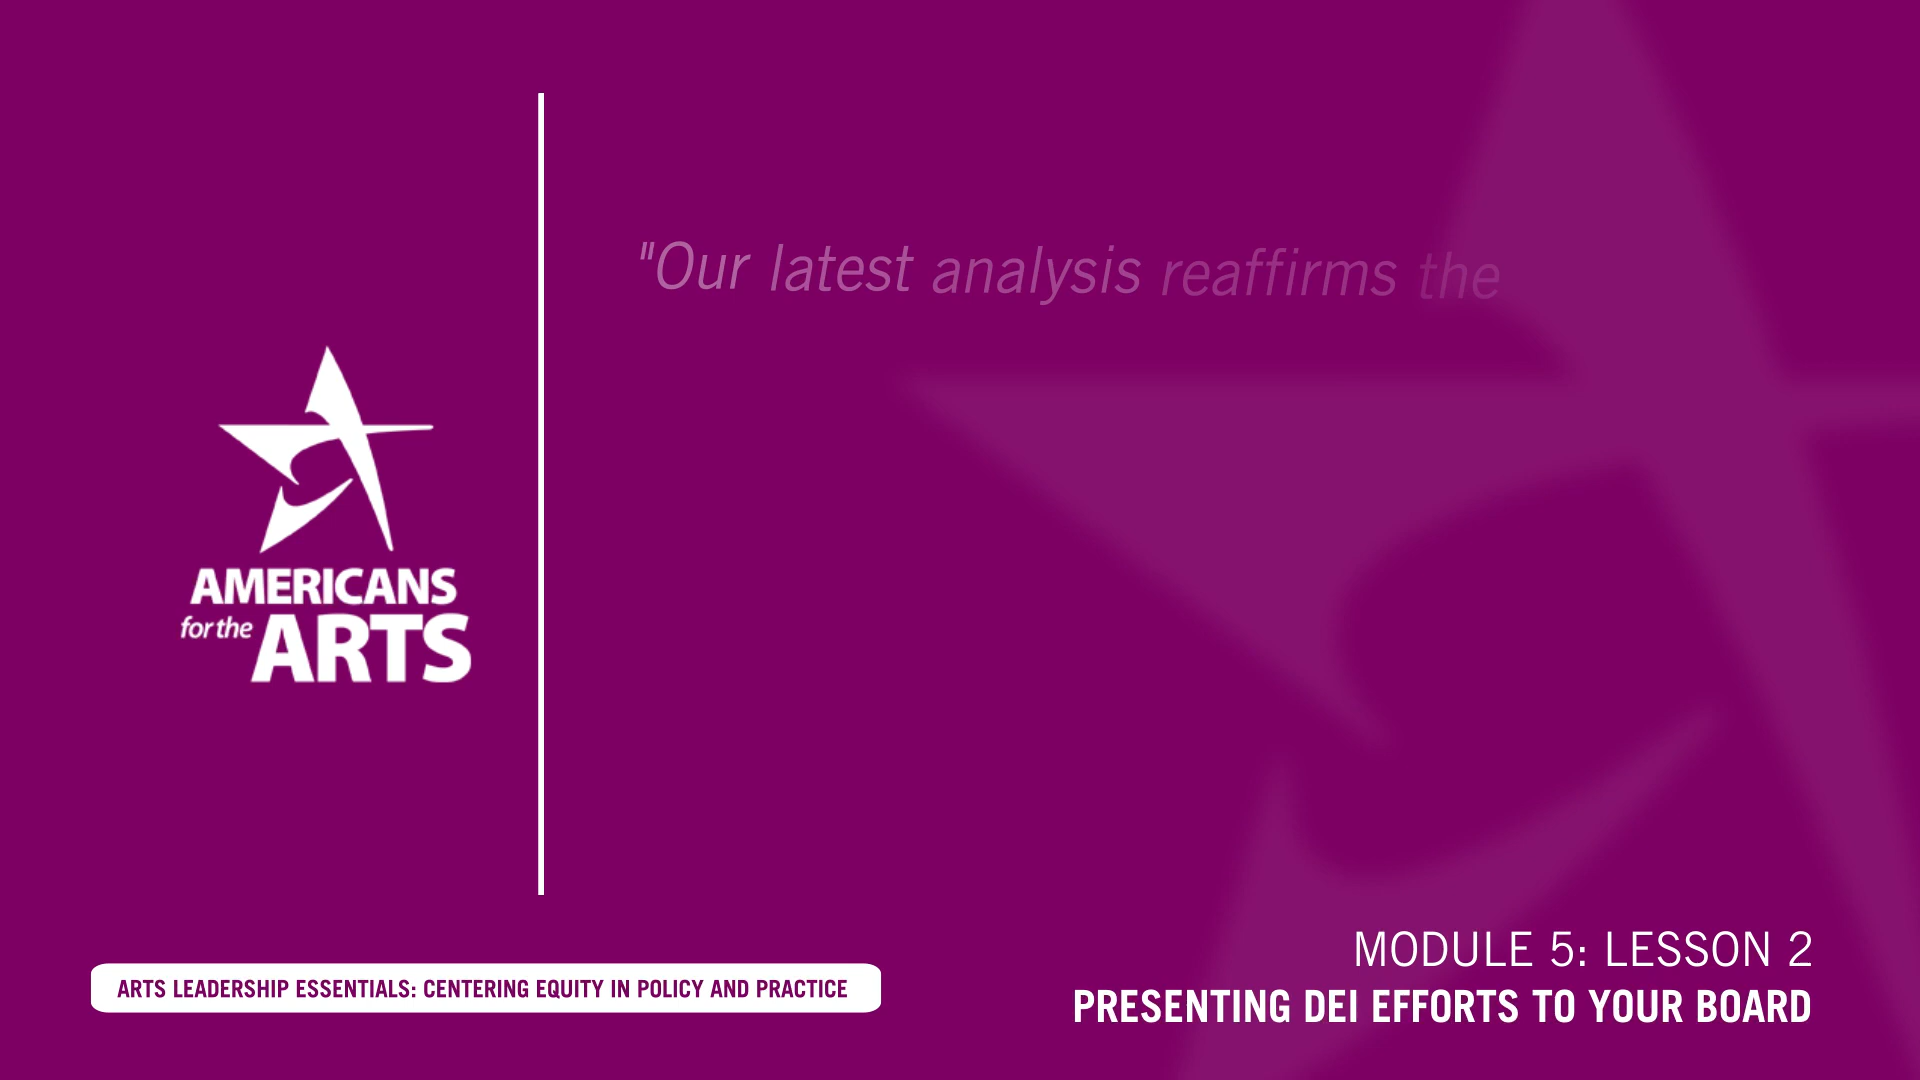 "Our latest analysis reaffirms the
AMERICANS
for the ARTS
ARTS LEADERSHIP ESSENTIALS: CENTERING EQUITY IN POLICY AND PRACTICE
MODULE 5: LESSON 2
PRESENTING DEI EFFORTS TO YOUR BOARD